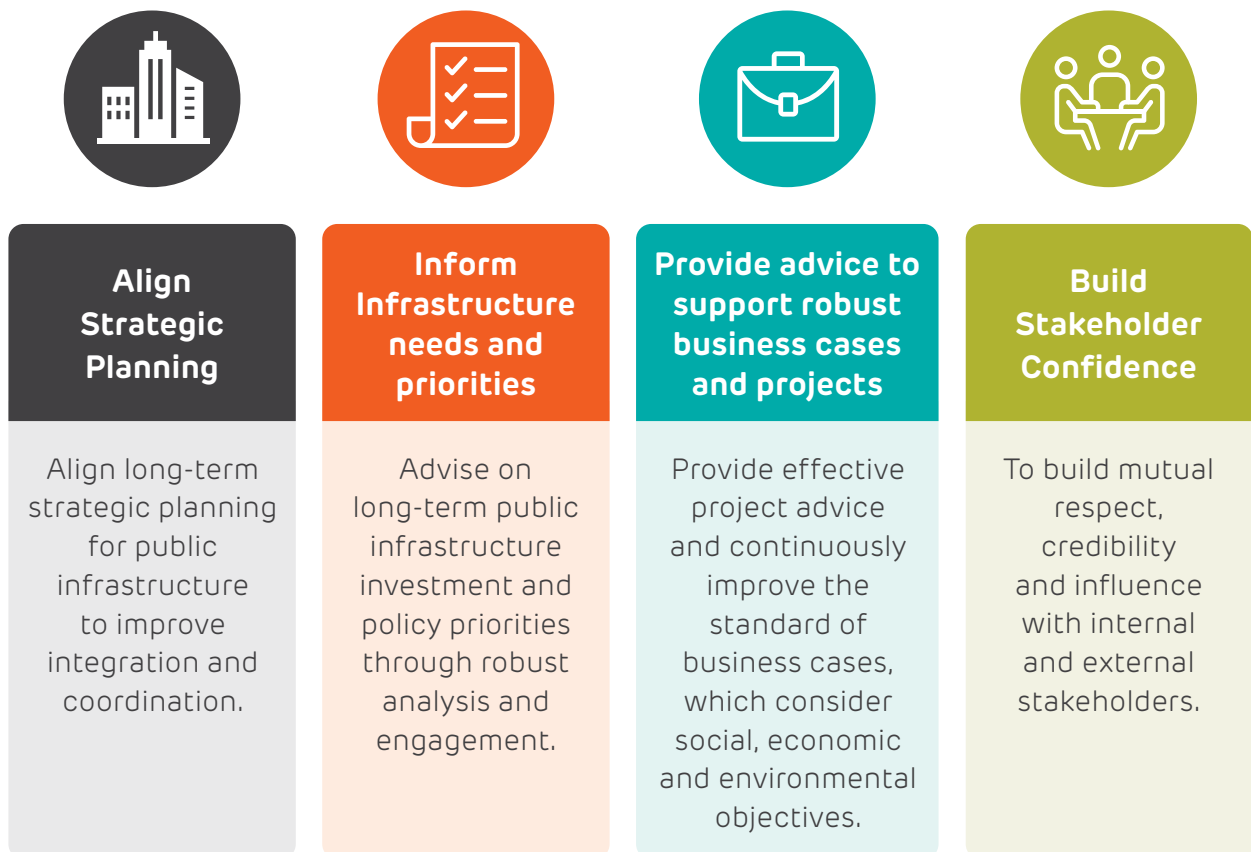 Align
Strategic
Planning
Align long-term
strategic planning
for public
infrastructure
to improve
integration and
coordination.
Inform
Infrastructure
needs and
priorities
Advise on
long-term public
infrastructure
investment and
policy priorities
through robust
analysis and
engagement.
Provide advice to
support robust
business cases
and projects
Provide effective
project advice
and continuously
improve the
standard of
business cases,
which consider
social, economic
and environmental
objectives.
Build
Stakeholder
Confidence
To build mutual
respect,
credibility
and influence
with internal
and external
stakeholders.